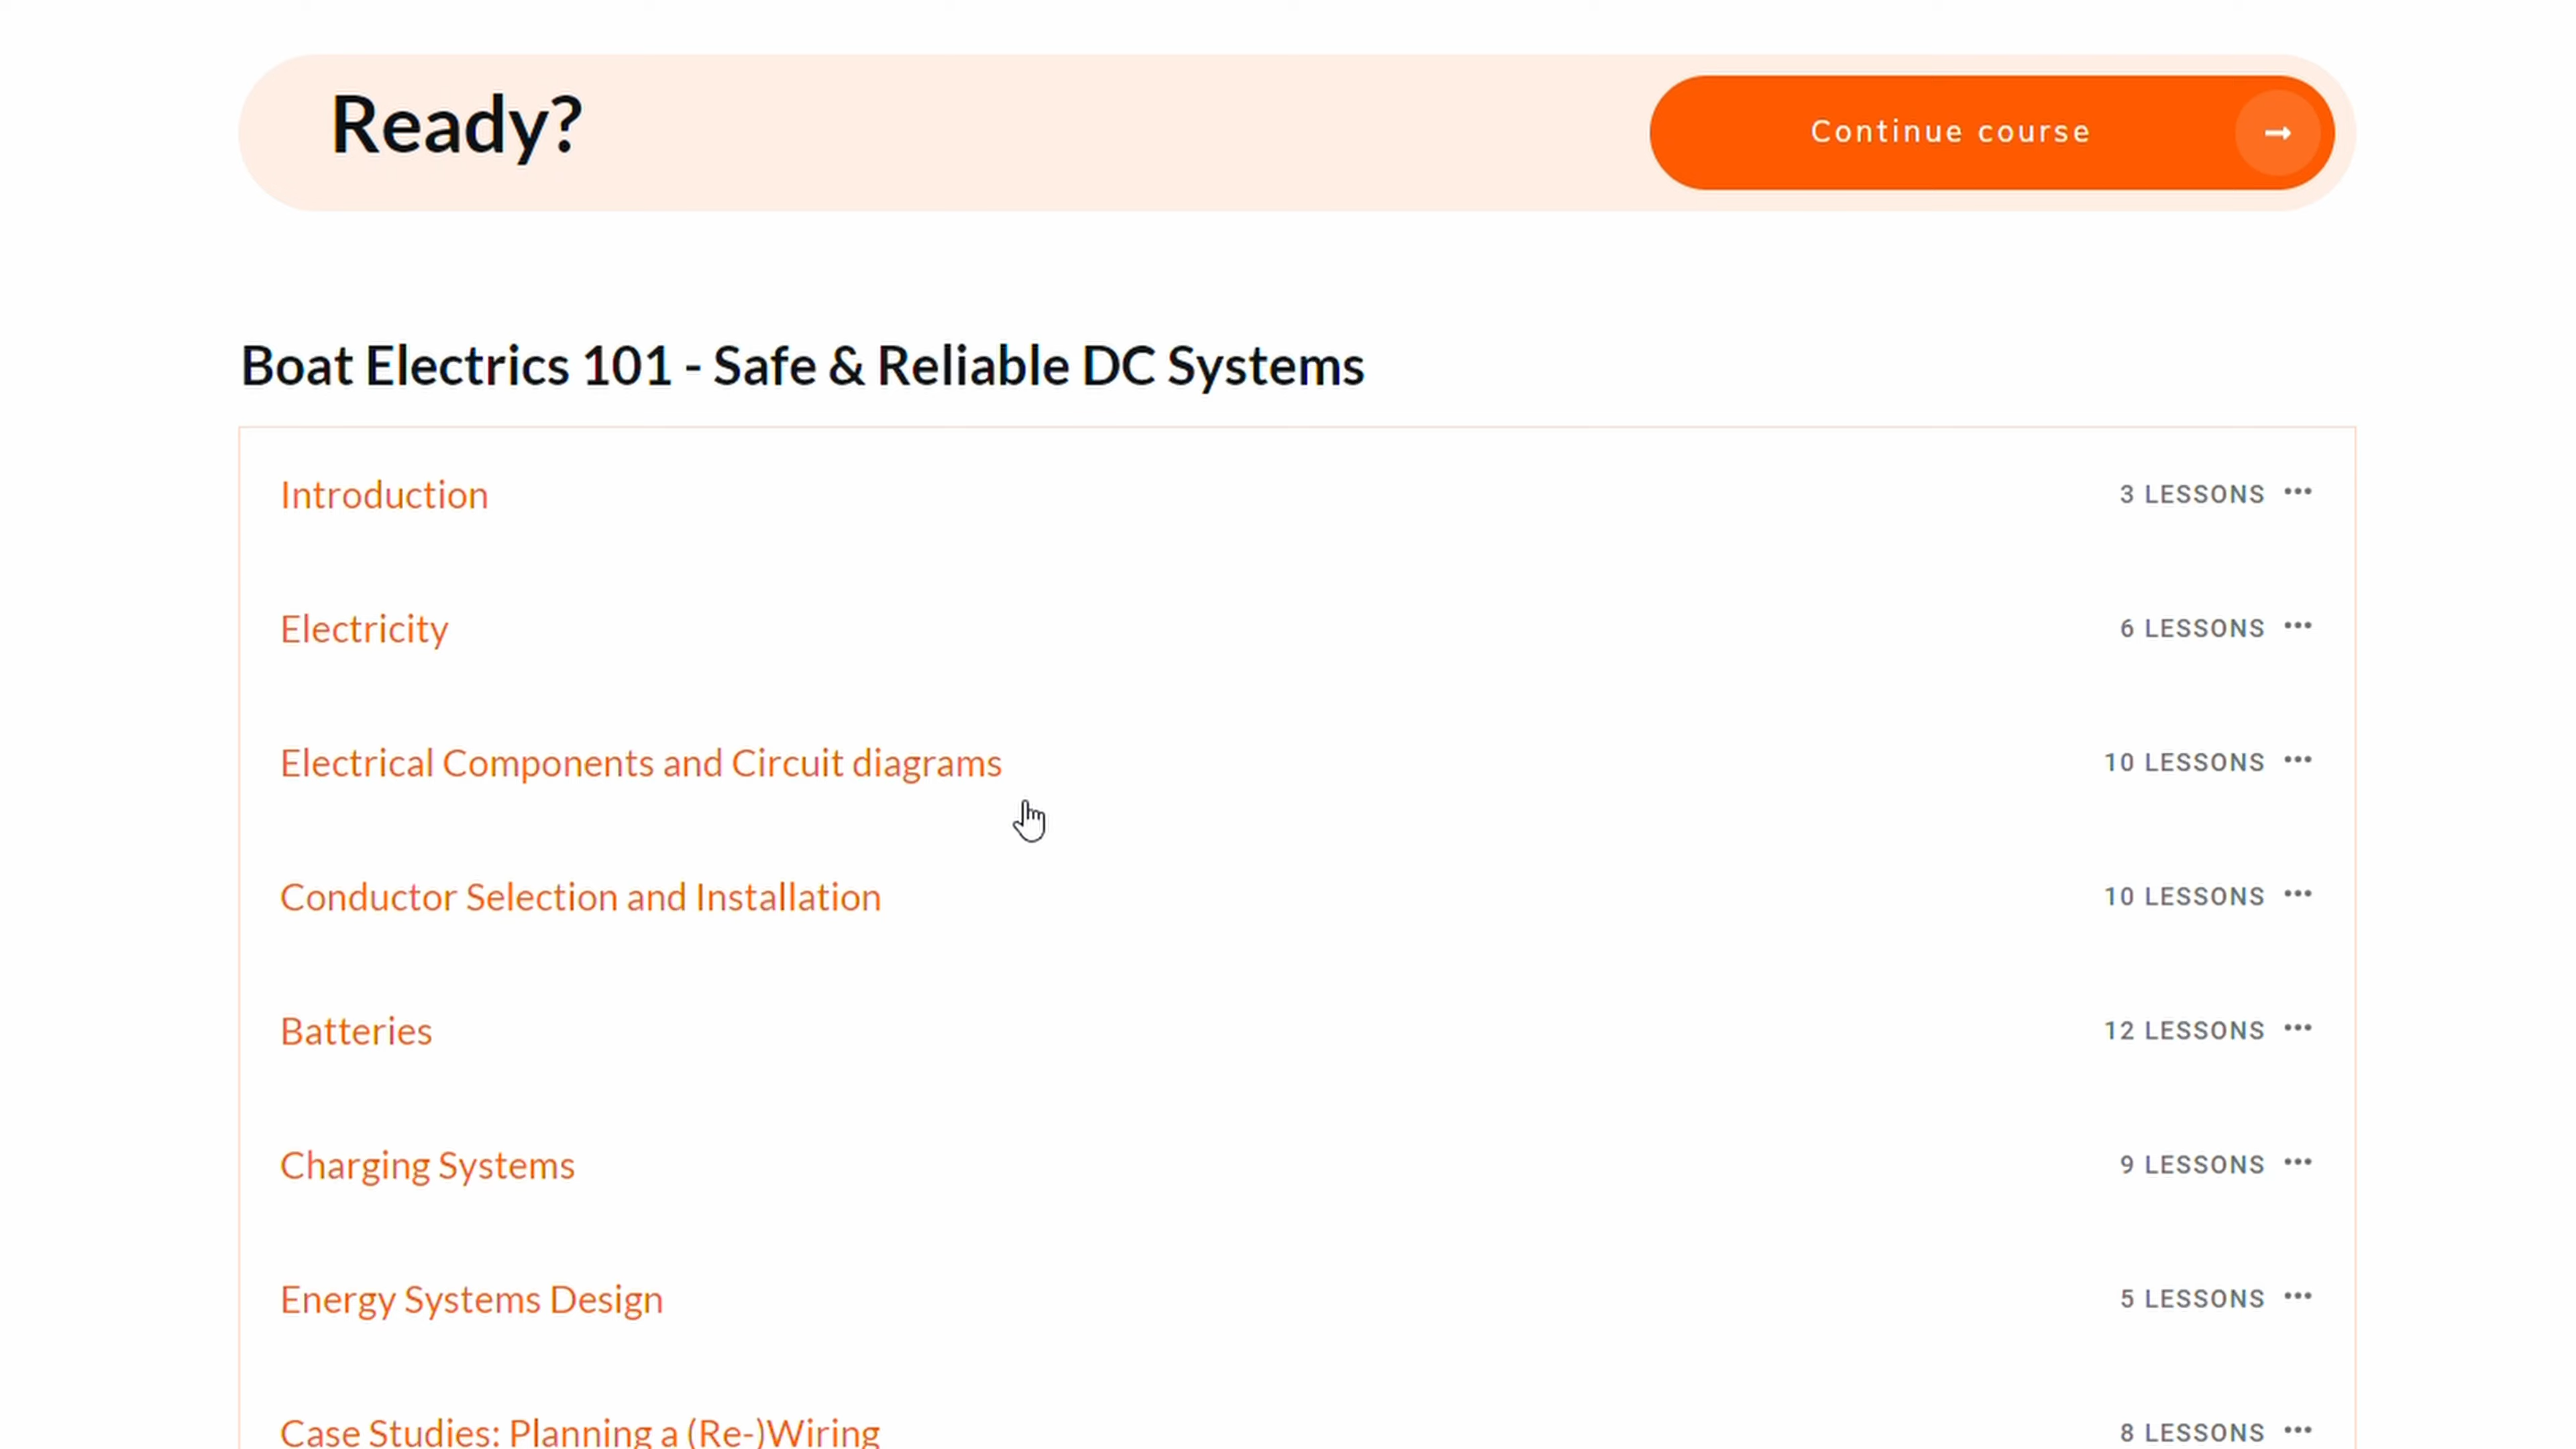 Ready?
Continue course
Boat Electrics 101 - Safe & Reliable DC Systems
Introduction 3 LESSONS
Electricity 6 LESSONS
Electrical Components and Circuit diagrams 10 LESSONS
Conductor Selection and Installation 10 LESSONS
Batteries 12 LESSONS
Charging Systems 9 LESSONS
Energy Systems Design 5 LESSONS
Case Studies: Planning a (Re-)Wiring 8 LESSONS